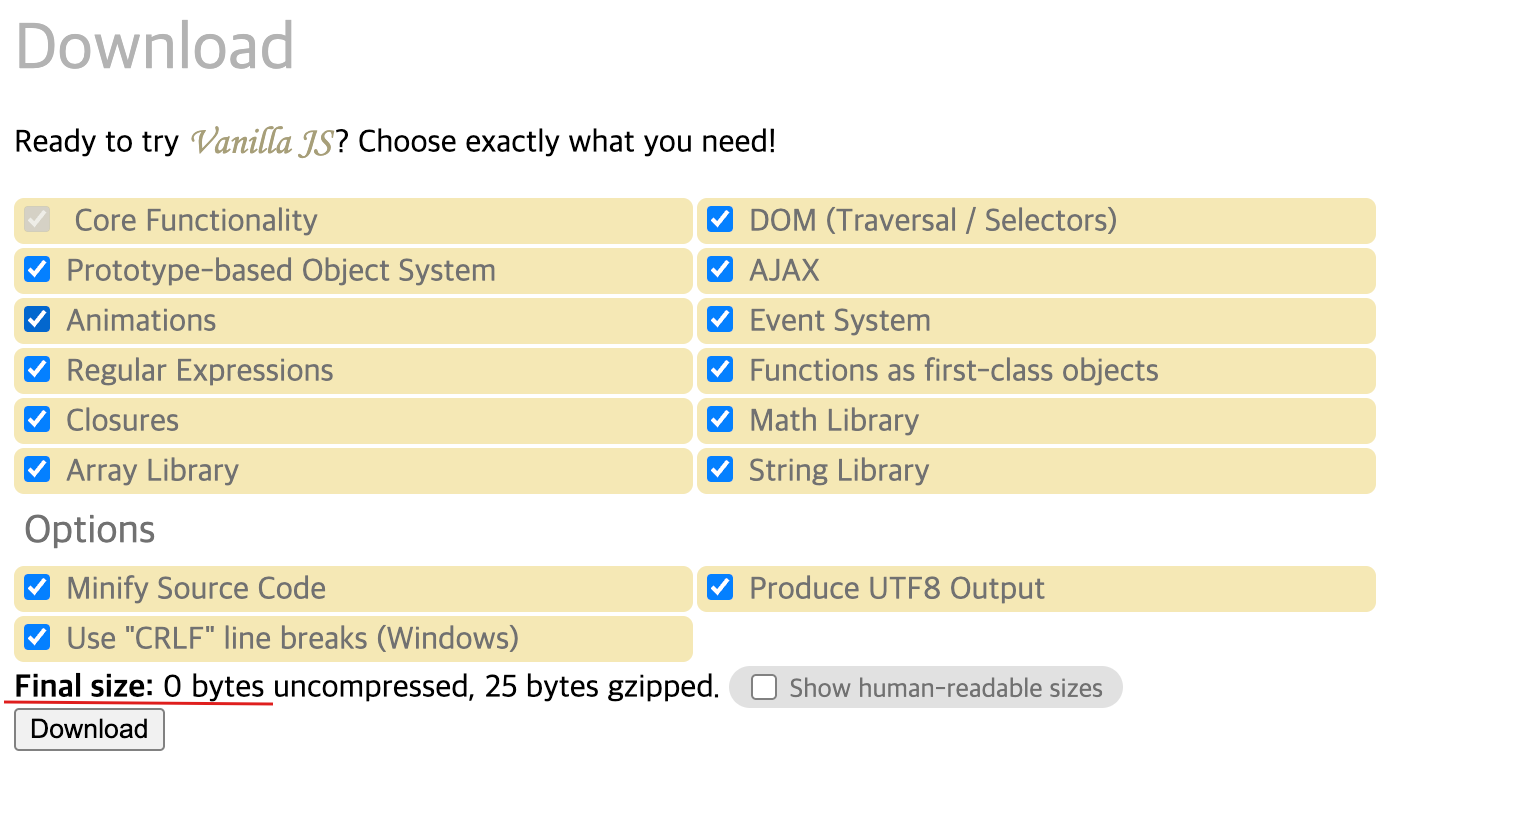 Download
Ready to try Vanilla JS? Choose exactly what you need!
Core Functionality
DOM (Traversal / Selectors)
Prototype-based Object System
AJAX
Animations
Event System
Regular Expressions
Functions as first-class objects
Closures
Math Library
Array Library
String Library
Options
Minify Source Code
Produce UTF8 Output
Use "CRLF" line breaks (Windows)
Final size: 0 bytes uncompressed, 25 bytes gzipped.
Show human-readable sizes
Download